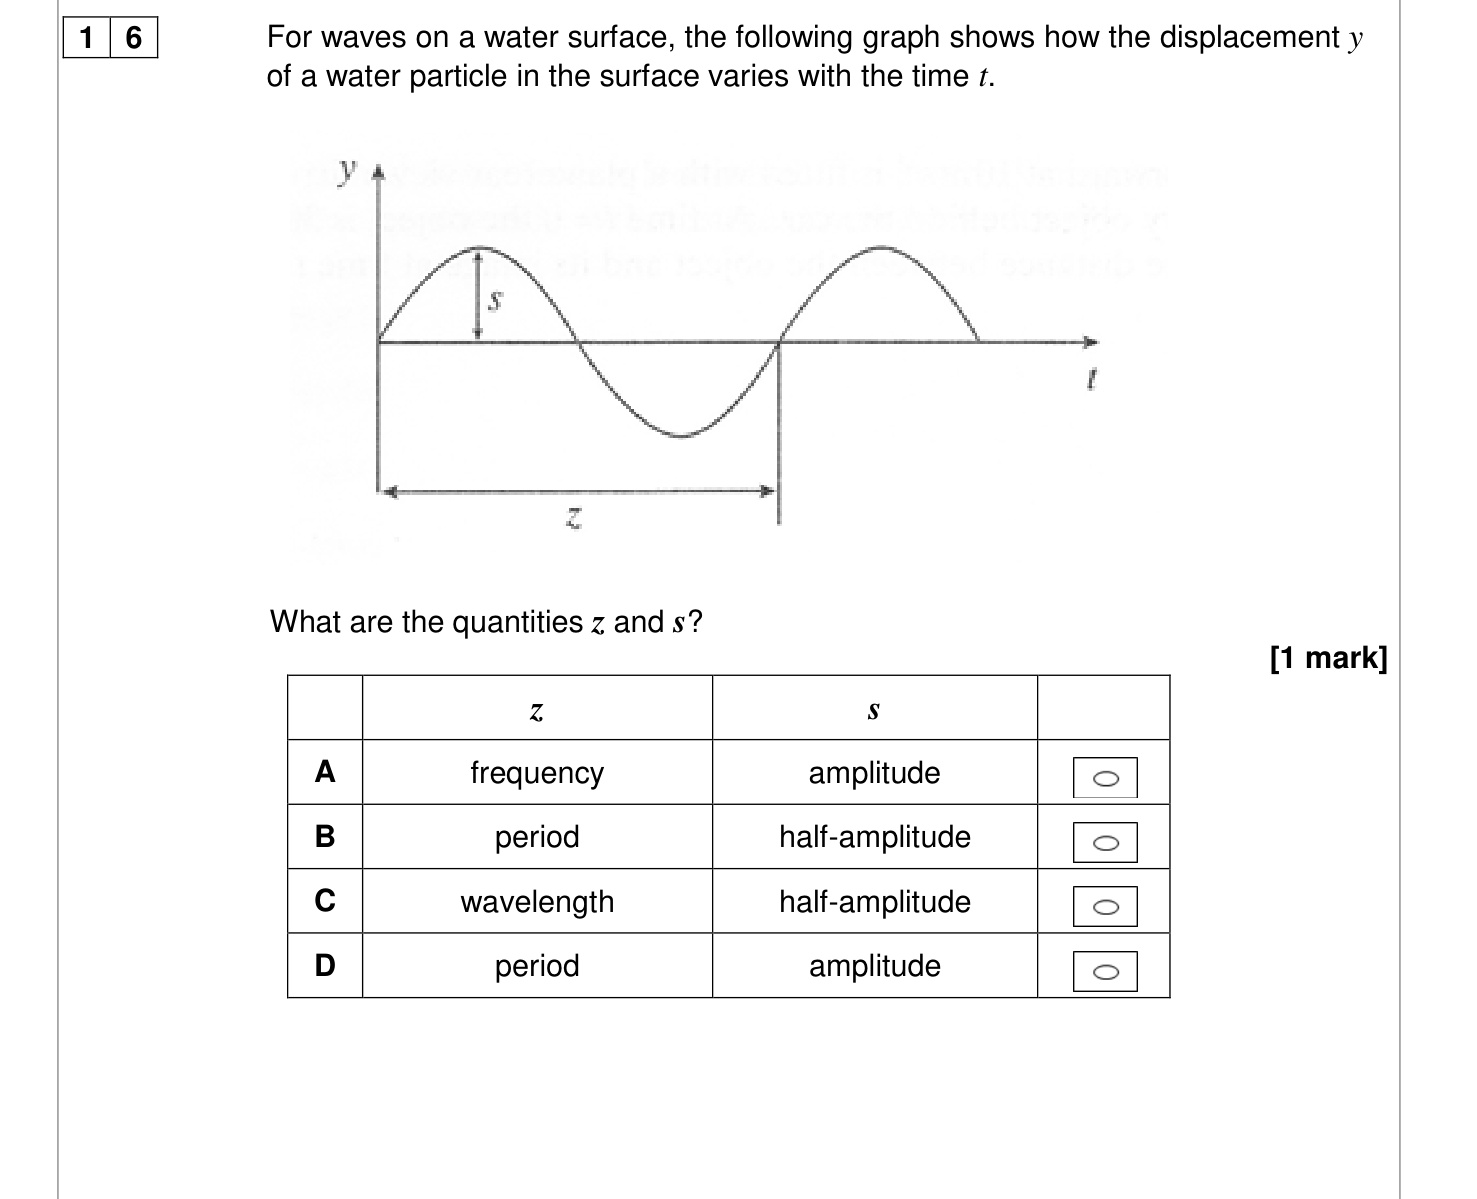 1 6
For waves on a water surface, the following graph shows how the displacement y
of a water particle in the surface varies with the time t.
y
s
t
z
What are the quantities z and s?
[1 mark]
z s
A frequency amplitude
B period half-amplitude
C wavelength half-amplitude
D period amplitude